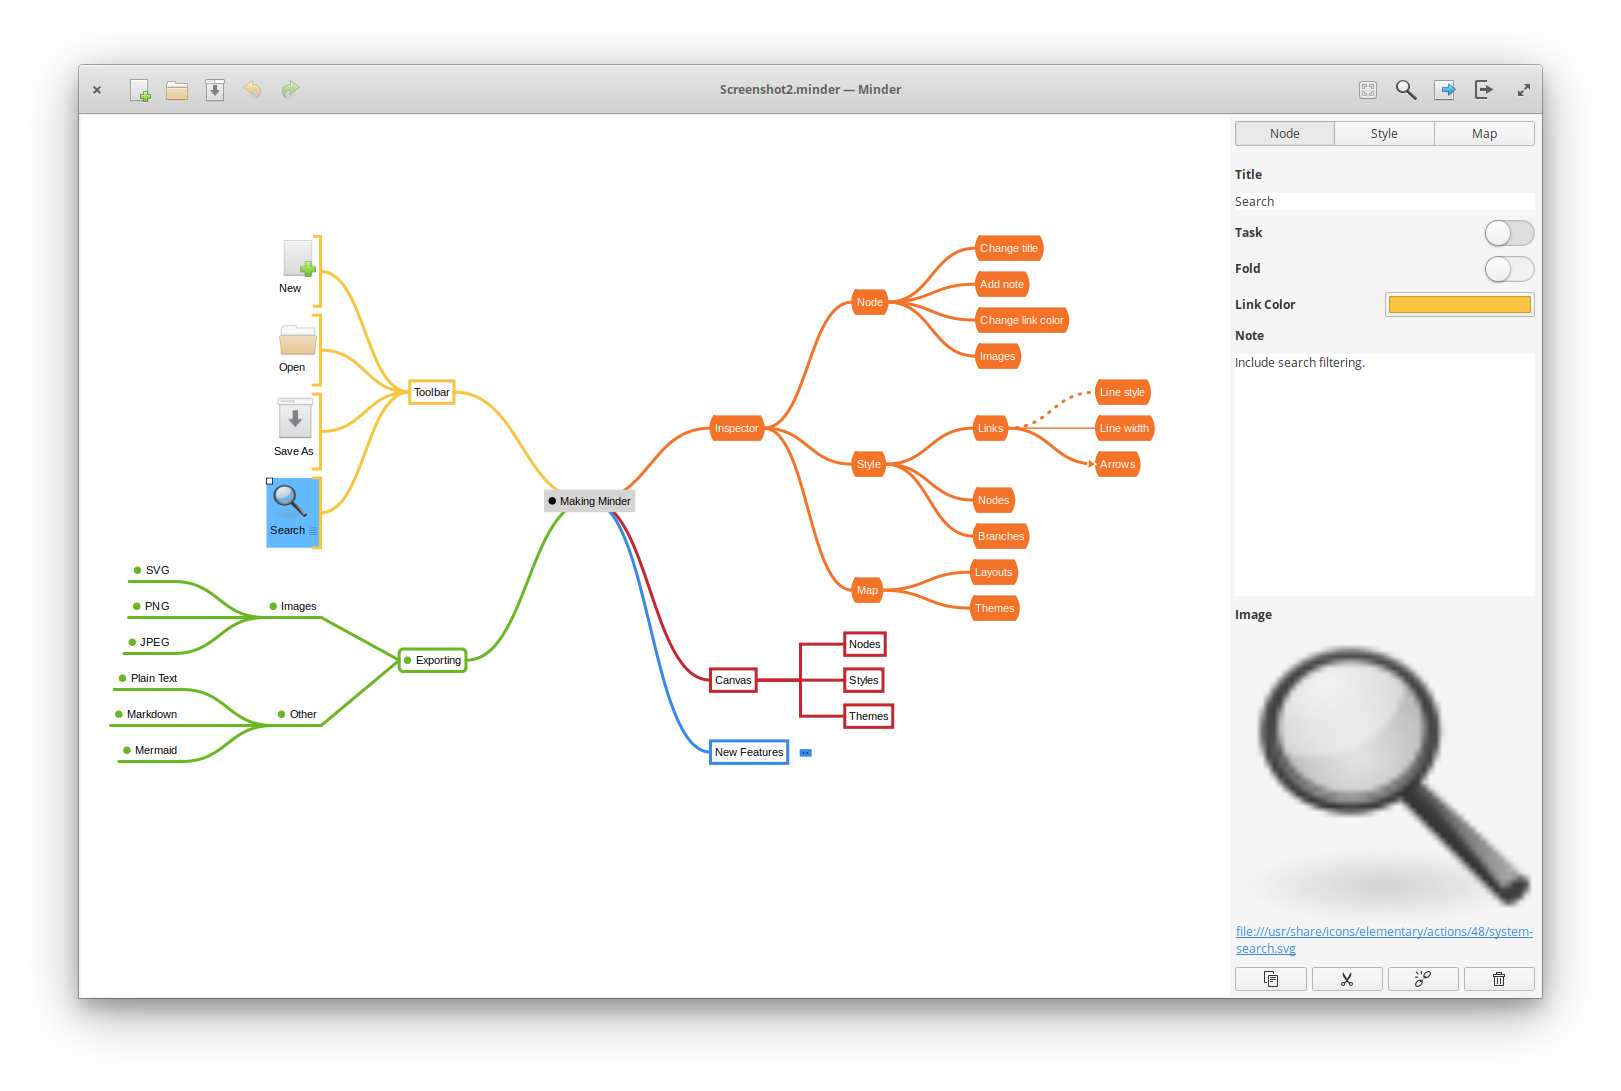 Screenshot2.minder — Minder
Node
Style
Map
Title
Search
Task
Fold
Link Color
Note
Include search filtering.
Image
file:///usr/share/icons/elementary/actions/48/system-
search.svg
New
Open
Save As
Search
Toolbar
Making Minder
SVG
PNG
JPEG
Images
Plain Text
Markdown
Mermaid
Other
Exporting
Inspector
Node
Change title
Add note
Change link color
Images
Style
Links
Line style
Line width
Arrows
Nodes
Branches
Map
Layouts
Themes
Canvas
Nodes
Styles
Themes
New Features